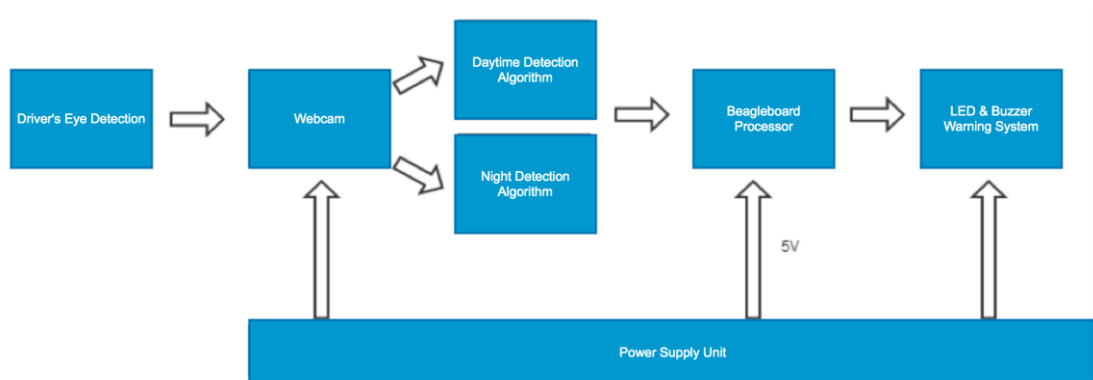 Driver's Eye Detection
Webcam
Daytime Detection
Algorithm
Night Detection
Algorithm
Beagleboard
Processor
LED & Buzzer
Warning System
5V
Power Supply Unit